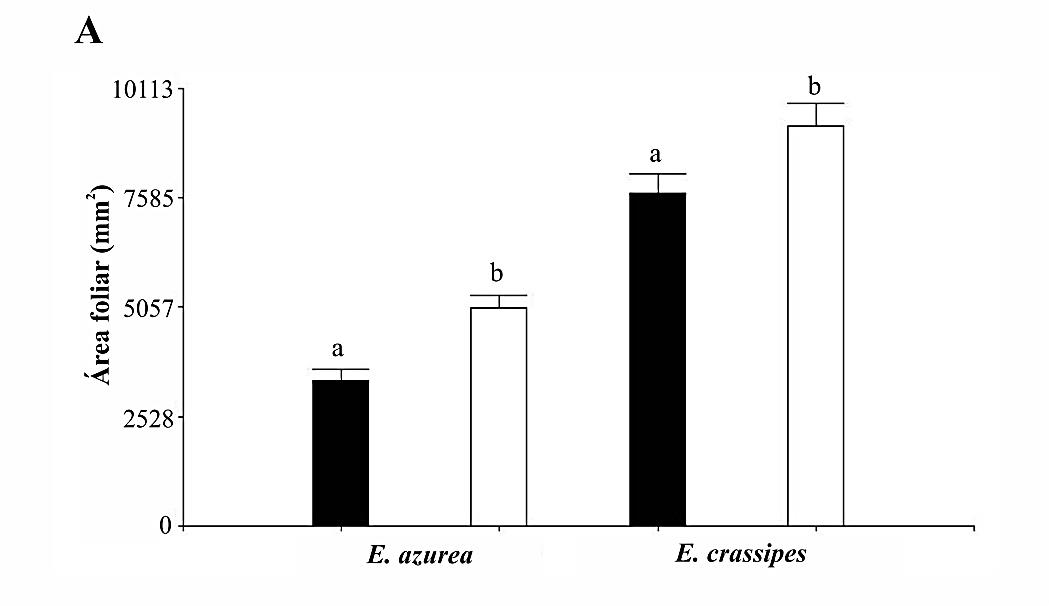 A
Área foliar (mm²)
10113
7585
5057
2528
0
a
b
a
b
E. azurea
E. crassipes